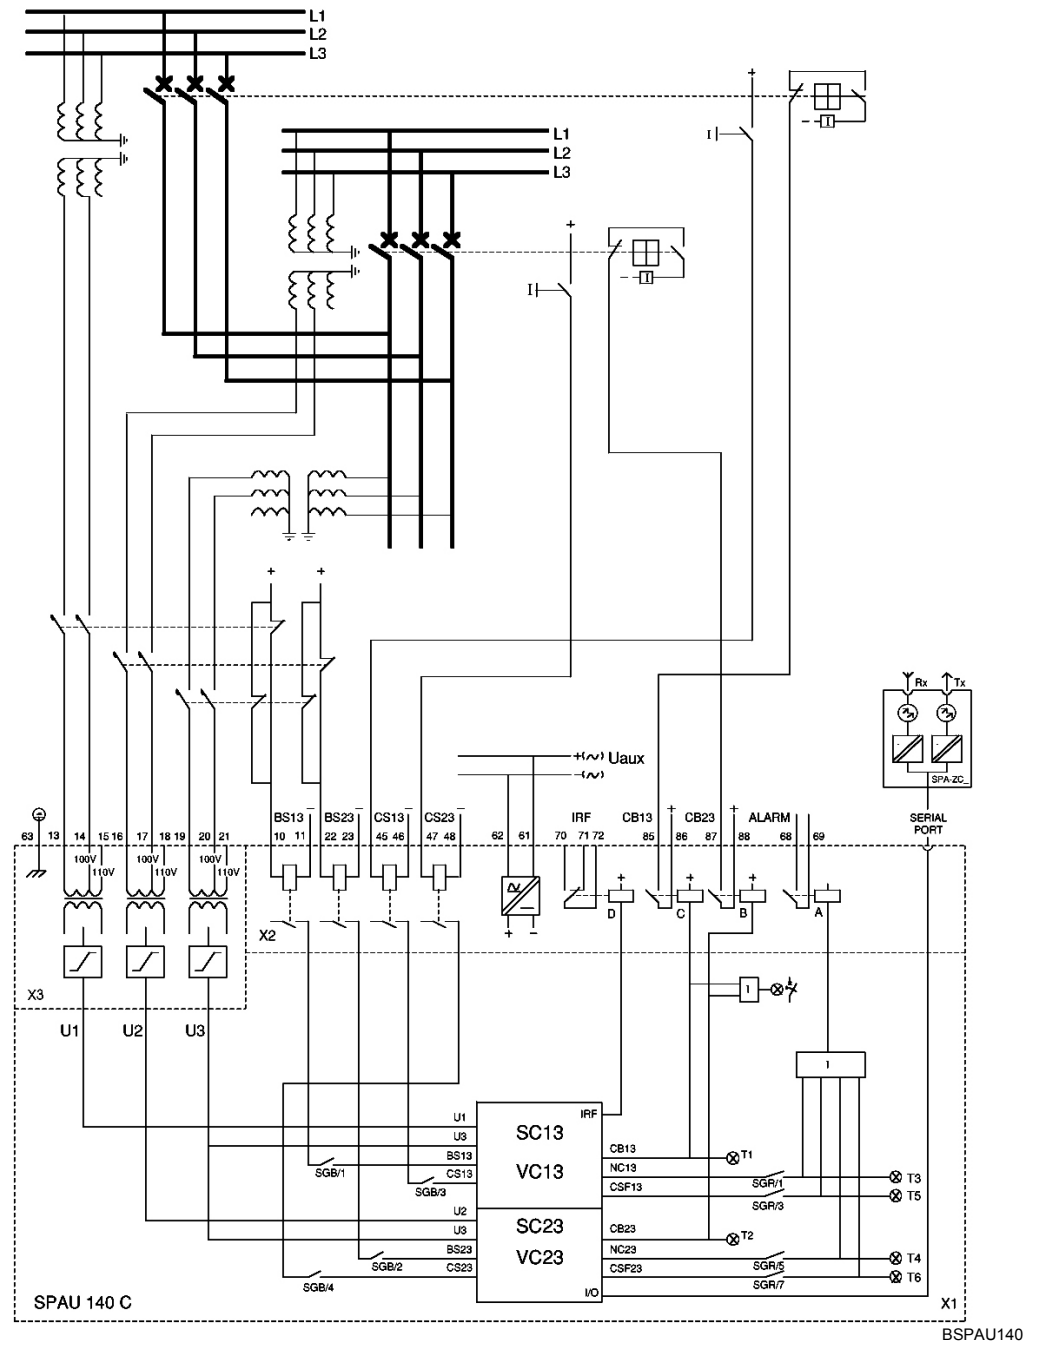 L1
L2
L3
L1
L2
L3
+
+
I
I
I
I
+ +
Rx Tx
SPA-ZC_
+(~) Uaux
−(~)
SERIAL
PORT
BS13 − BS23 − CS13 − CS23 −
IRF CB13 + CB23 + ALARM
63 13 14 15 16 17 18 19 20 21 10 11 22 23 45 46 47 48 62 61 70 71 72 85 86 87 88 68 69
100V 100V 100V
110V 110V 110V
+ + +
D C B A
X2
+ −
X3
1
U1 U2 U3
1
U1 IRF
SC13
U3
BS13 CB13 T1
VC13
CS13 NC13 T3
SGB/1 SGR/1
SGB/3 CSF13 T5
SGR/3
U2
SC23
U3 CB23 T2
BS23 NC23 T4
VC23
SGB/2 SGR/5
CS23 CSF23 T6
SGB/4 SGR/7
I/O
SPAU 140 C X1
BSPAU140